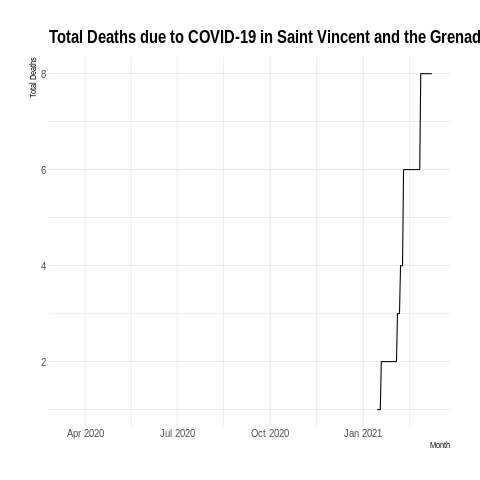 Total Deaths due to COVID-19 in Saint Vincent and the Grenad
Total Deaths
8
6
4
2
Apr 2020 Jul 2020 Oct 2020 Jan 2021
Month